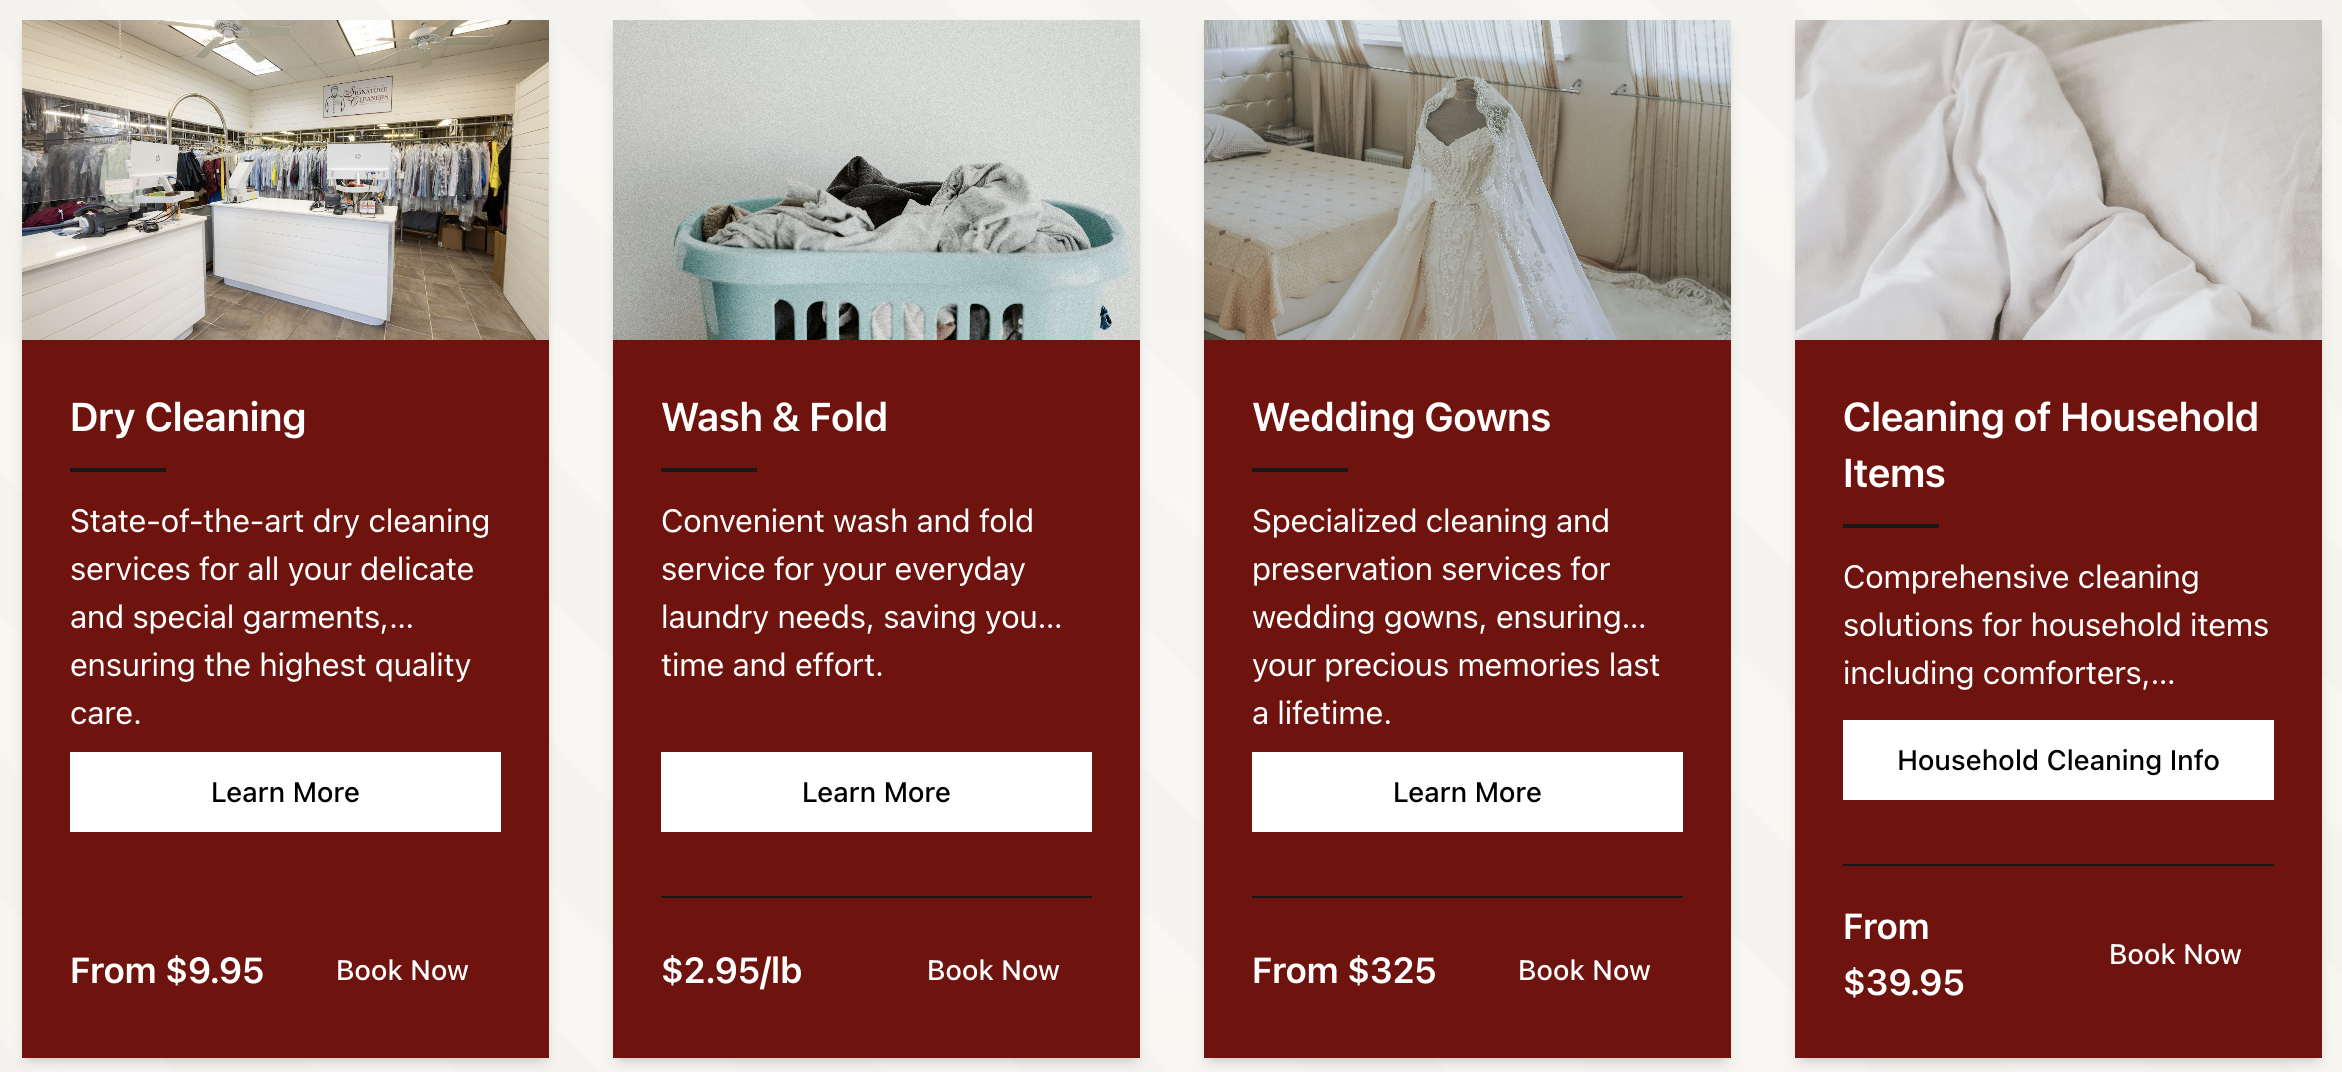 SIGNATURE
CLEANERS
Dry Cleaning
State-of-the-art dry cleaning
services for all your delicate
and special garments,...
ensuring the highest quality
care.
Learn More
From $9.95
Book Now
Wash & Fold
Convenient wash and fold
service for your everyday
laundry needs, saving you...
time and effort.
Learn More
$2.95/lb
Book Now
Wedding Gowns
Specialized cleaning and
preservation services for
wedding gowns, ensuring...
your precious memories last
a lifetime.
Learn More
From $325
Book Now
Cleaning of Household
Items
Comprehensive cleaning
solutions for household items
including comforters,...
Household Cleaning Info
From
$39.95
Book Now